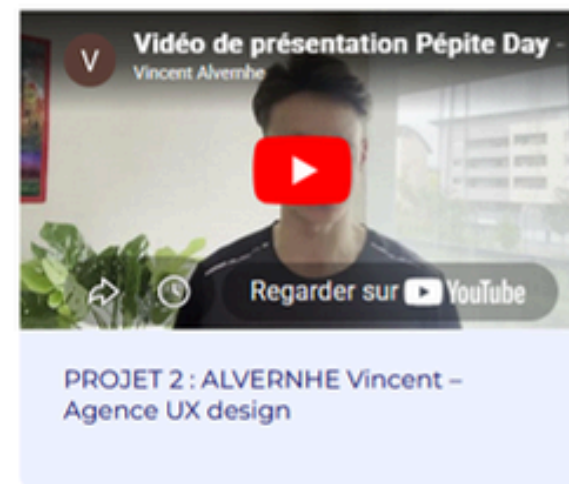 V
Vidéo de présentation Pépite Day -
Vincent Alvernhe
Regarder sur YouTube
PROJET 2 : ALVERNHE Vincent –
Agence UX design